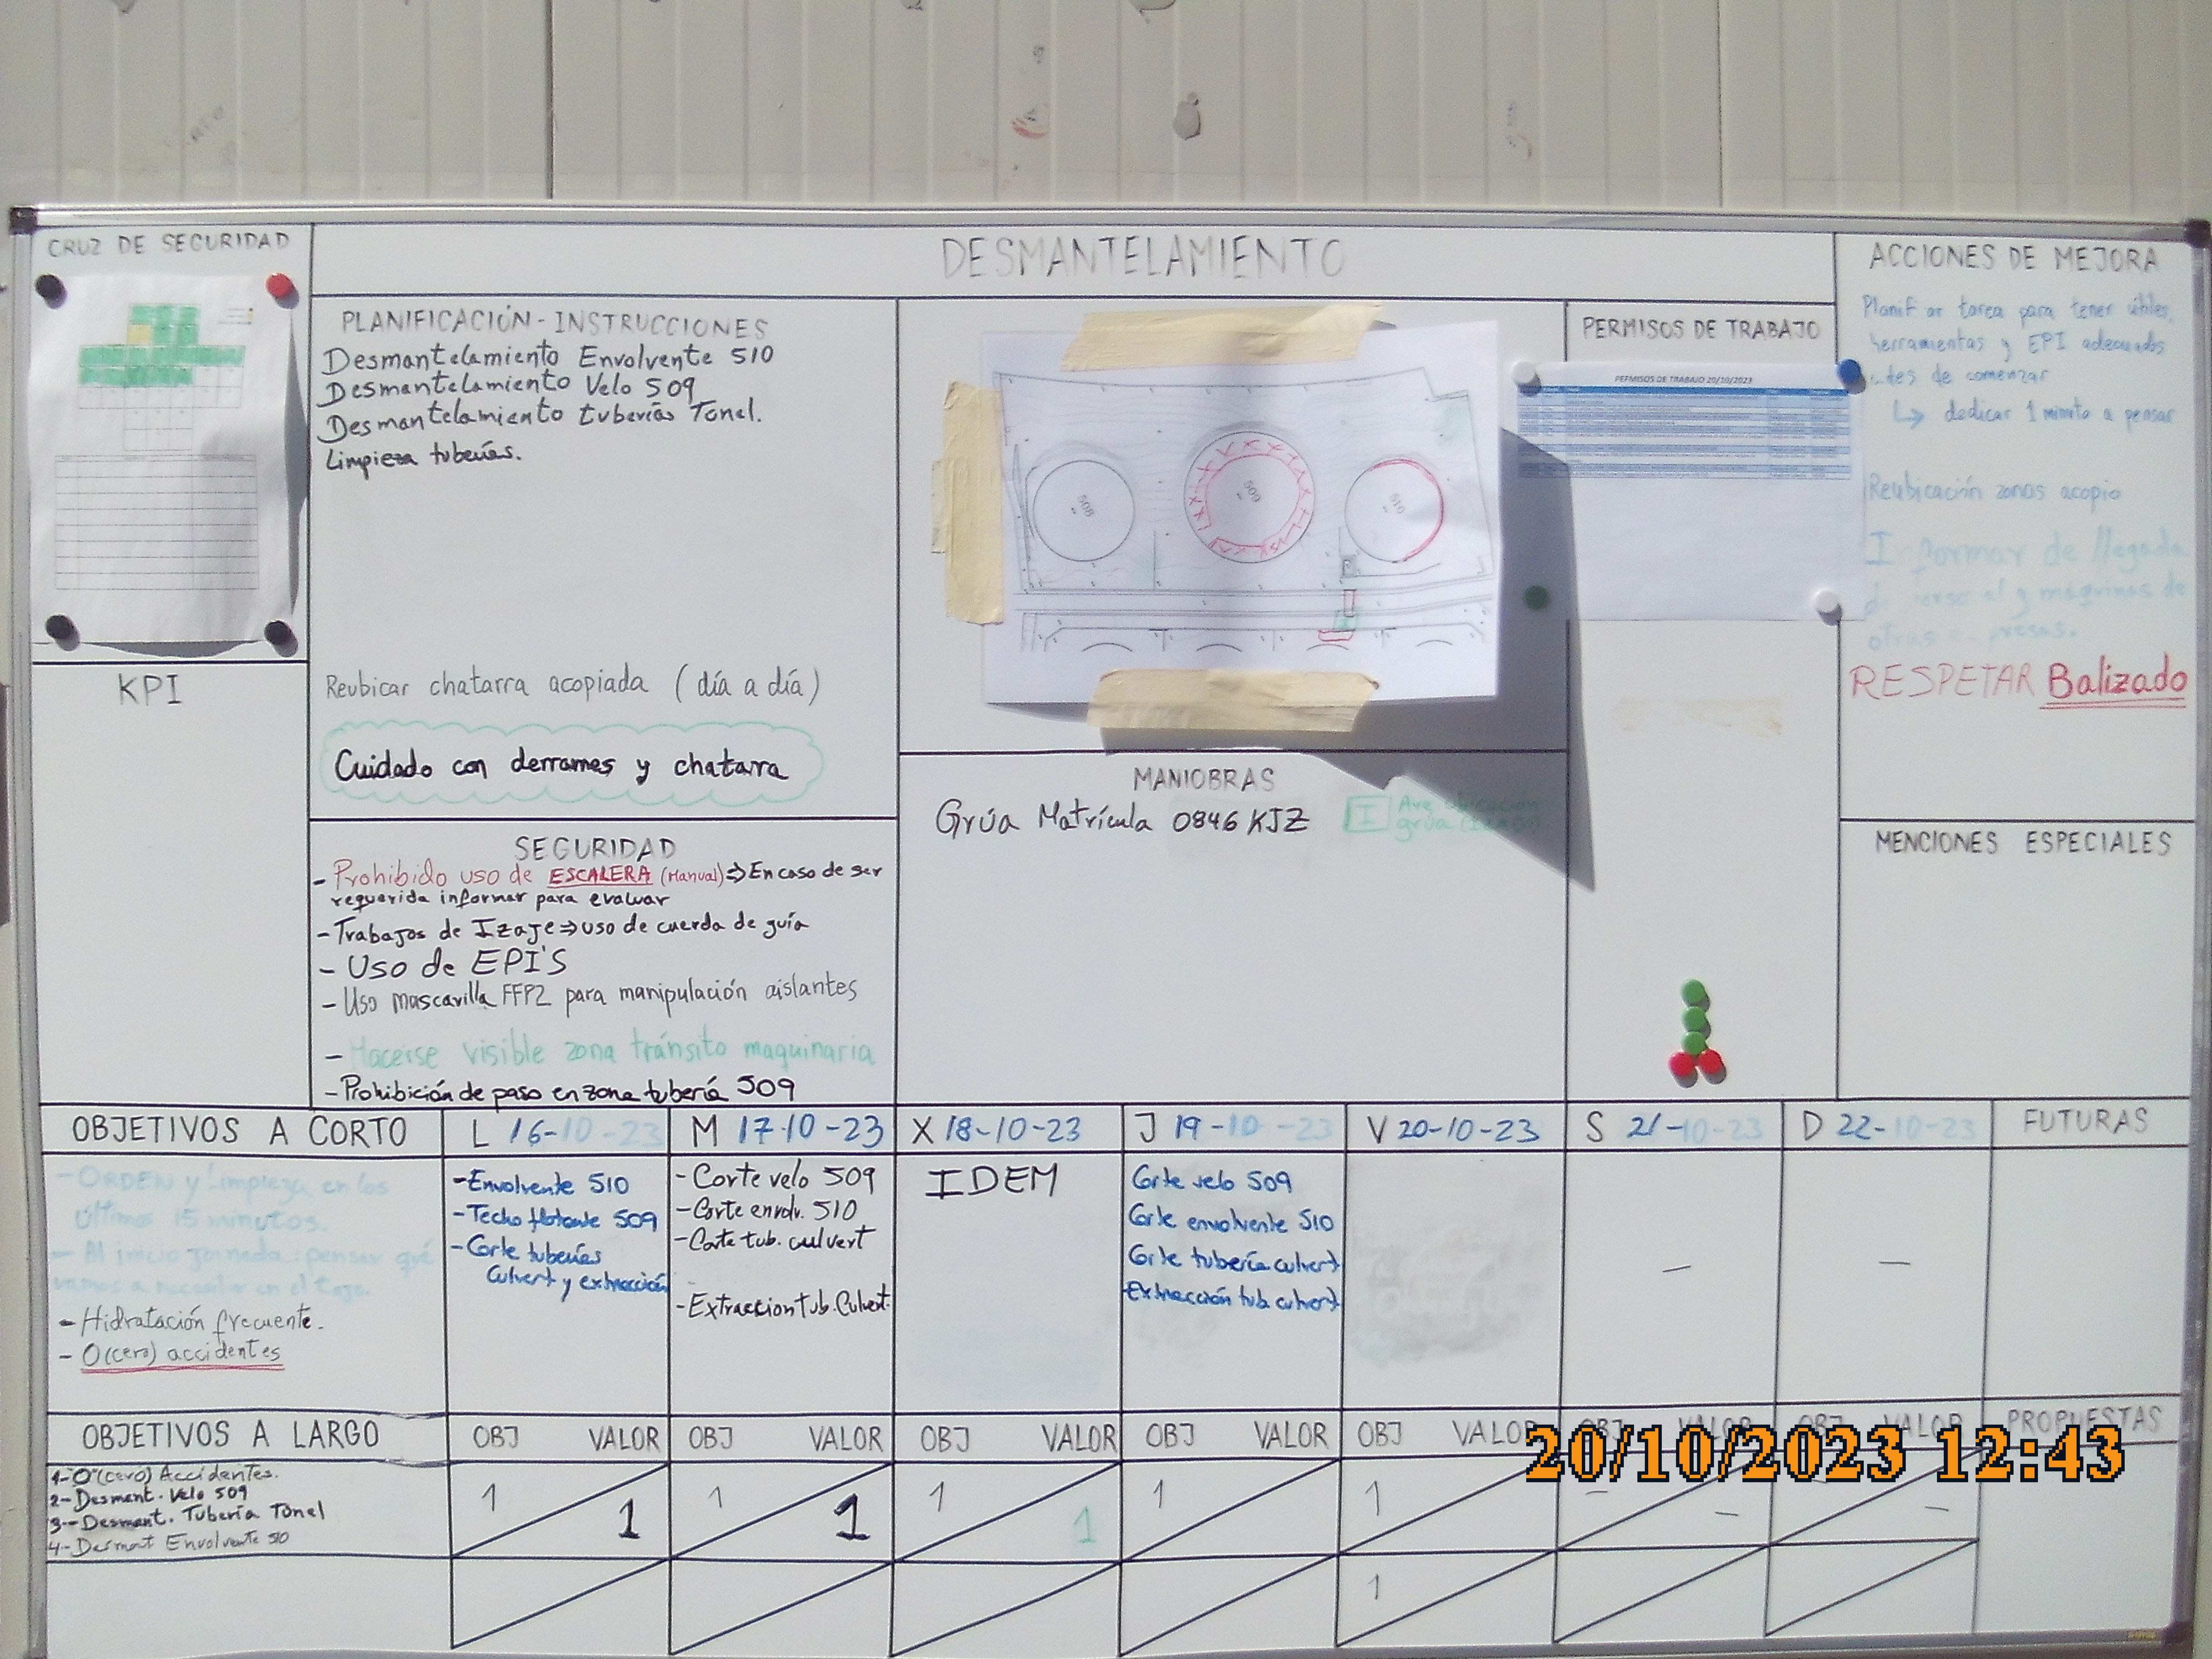 CRUZ DE SEGURIDAD
DESMANTELAMIENTO
ACCIONES DE MEJORA
PLANIFICACIÓN - INSTRUCCIONES
Desmantelamiento Envolvente 510
Desmantelamiento Velo 509
Desmantelamiento tuberías Tonel.
Limpieza tuberías.
Reubicar chatarra acopiada (día a día)
Cuidado con derrames y chatarra
508
509
510
PERMISOS DE TRABAJO
PERMISOS DE TRABAJO 20/10/2023
tarea para tener útiles,
herramientas y EPI adecuados
de comenzar
↳ dedicar 1 minuto a pensar
Reubicación zonas acopio
Informar de llegada
y máquinas de
otras
RESPETAR Balizado
KPI
SEGURIDAD
- Prohibido uso de ESCALERA (Manual) ⇒ En caso de ser
requerida informar para evaluar
- Trabajos de Izaje ⇒ uso de cuerda de guía
- Uso de EPI'S
- Uso mascarilla FFP2 para manipulación aislantes
- Hacerse visible zona tránsito maquinaria
- Prohibición de paso en zona tubería 509
MANIOBRAS
Grúa Matrícula 0846 KJZ
ubicación
grúa
MENCIONES ESPECIALES
OBJETIVOS A CORTO
L 16-10-23
M 17-10-23
X 18-10-23
J 19-10-23
V 20-10-23
S 21-10-23
D 22-10-23
FUTURAS
- ORDEN y Limpieza en los
últimos 15 minutos.
- Al inicio jornada: pensar qué
vamos a necesitar en el tajo.
- Hidratación frecuente.
- 0(cero) accidentes
- Envolvente 510
- Techo flotante 509
- Corte tuberías
Culvert y extracción
- Corte velo 509
- Corte envolv. 510
- Corte tub. culvert
- Extraccion tub. Culvert.
IDEM
Corte velo 509
Corte envolvente 510
Corte tubería culvert
Extracción tub. culvert
—
—
OBJETIVOS A LARGO
OBJ VALOR
OBJ VALOR
OBJ VALOR
OBJ VALOR
OBJ VALOR
OBJ VALOR
OBJ VALOR
PROPUESTAS
20/10/2023 12:43
1- 0 (cero) Accidentes.
2- Desmant. Velo 509
3- Desmant. Tubería Tonel
4- Desmant Envolvente 510
1 1
1 1
1 1
1
1
- -
- -
1